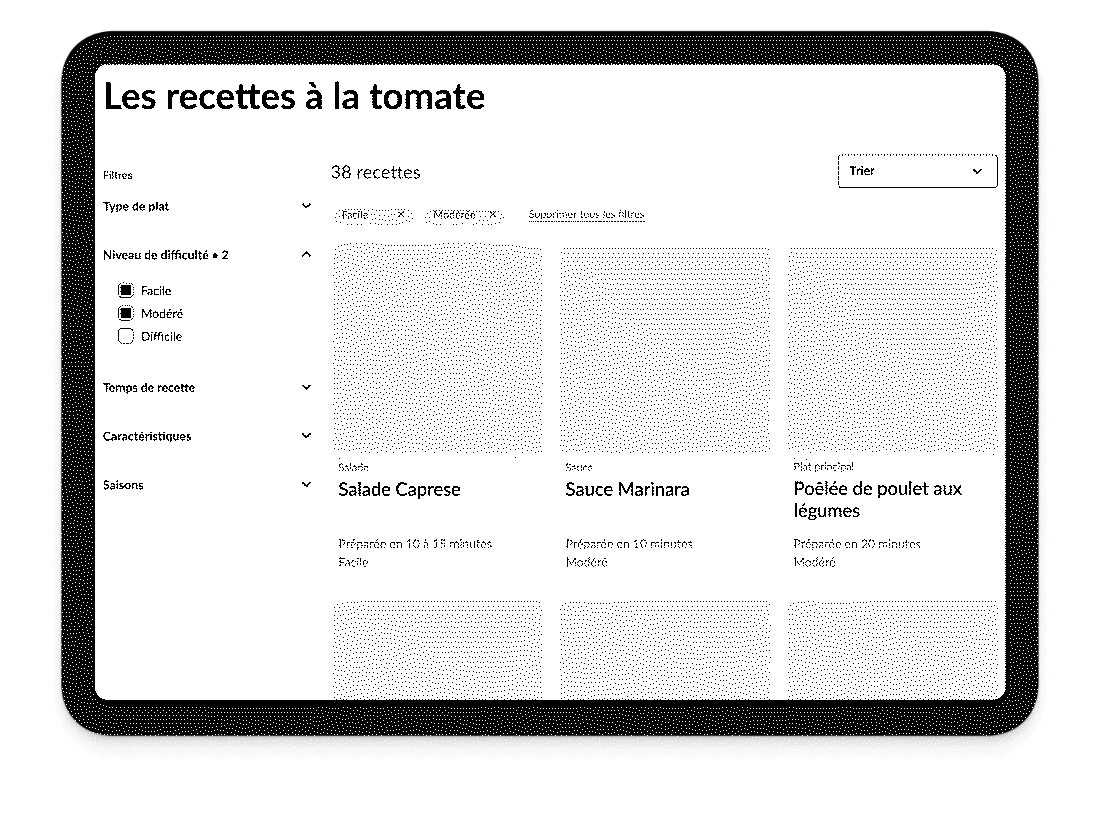 Les recettes à la tomate
Filtres
Type de plat
Niveau de difficulté • 2
Facile
Modéré
Difficile
Temps de recette
Caractéristiques
Saisons
38 recettes
Trier
Facile × Modérée × Supprimer tous les filtres
Salade
Salade Caprese
Préparée en 10 à 15 minutes
Facile
Sauce
Sauce Marinara
Préparée en 10 minutes
Modéré
Plat principal
Poêlée de poulet aux
légumes
Préparée en 20 minutes
Modéré